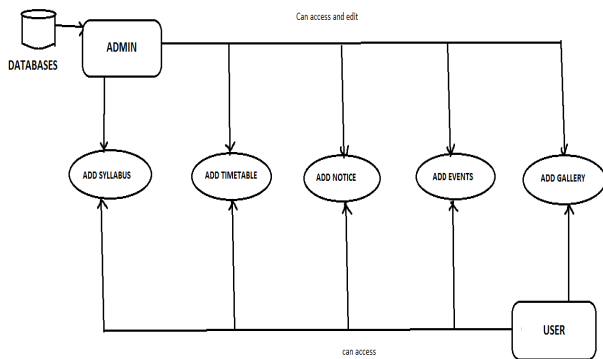 Can access and edit
ADMIN
DATABASES
ADD SYLLABUS
ADD TIMETABLE
ADD NOTICE
ADD EVENTS
ADD GALLERY
USER
can access